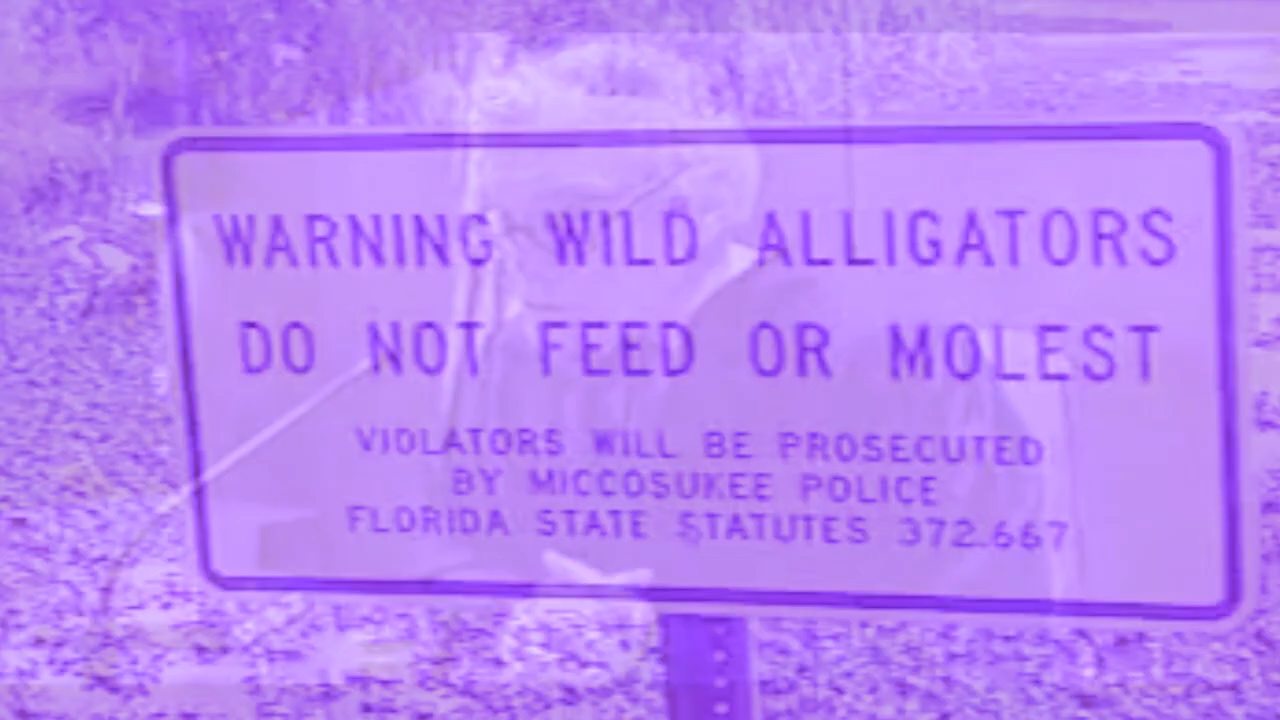 WARNING WILD ALLIGATORS
DO NOT FEED OR MOLEST
VIOLATORS WILL BE PROSECUTED
BY MICCOSUKEE POLICE
FLORIDA STATE STATUTES 372.667